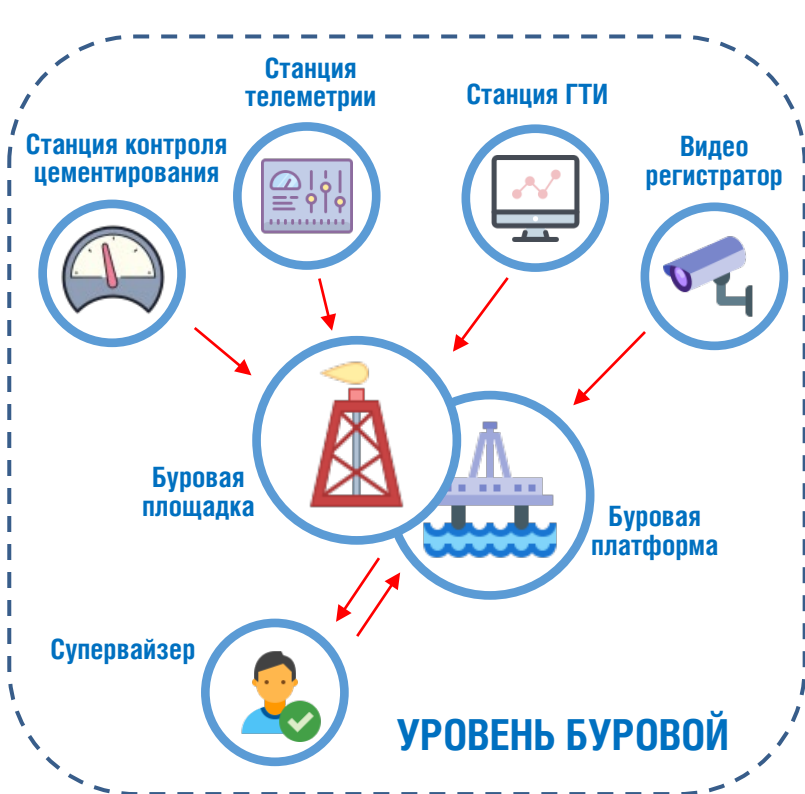 Станция
телеметрии
Станция ГТИ
Станция контроля
цементирования
Видео
регистратор
Буровая
площадка
Буровая
платформа
Супервайзер
УРОВЕНЬ БУРОВОЙ